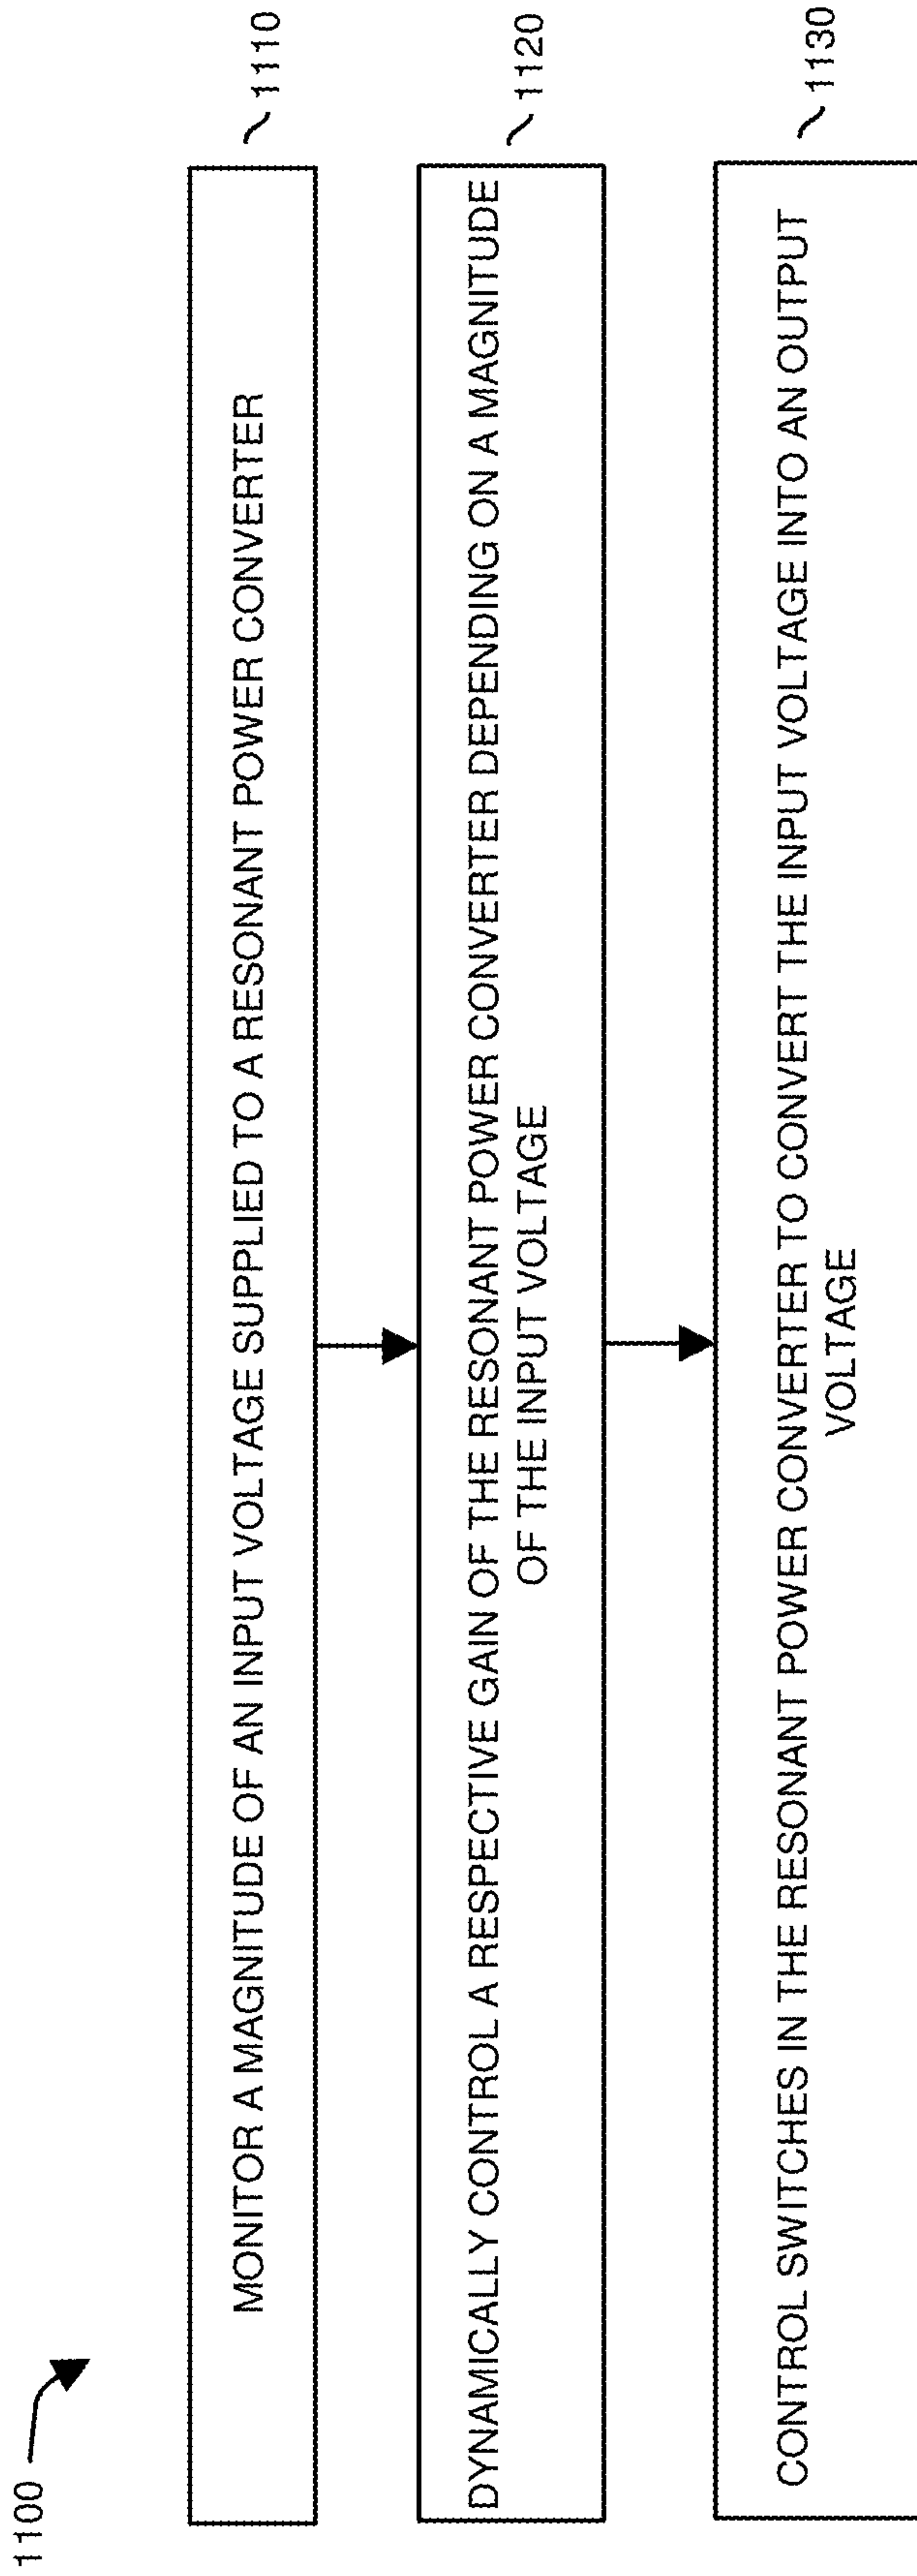 1100
MONITOR A MAGNITUDE OF AN INPUT VOLTAGE SUPPLIED TO A RESONANT POWER CONVERTER
1110
DYNAMICALLY CONTROL A RESPECTIVE GAIN OF THE RESONANT POWER CONVERTER DEPENDING ON A MAGNITUDE
OF THE INPUT VOLTAGE
1120
CONTROL SWITCHES IN THE RESONANT POWER CONVERTER TO CONVERT THE INPUT VOLTAGE INTO AN OUTPUT
VOLTAGE
1130